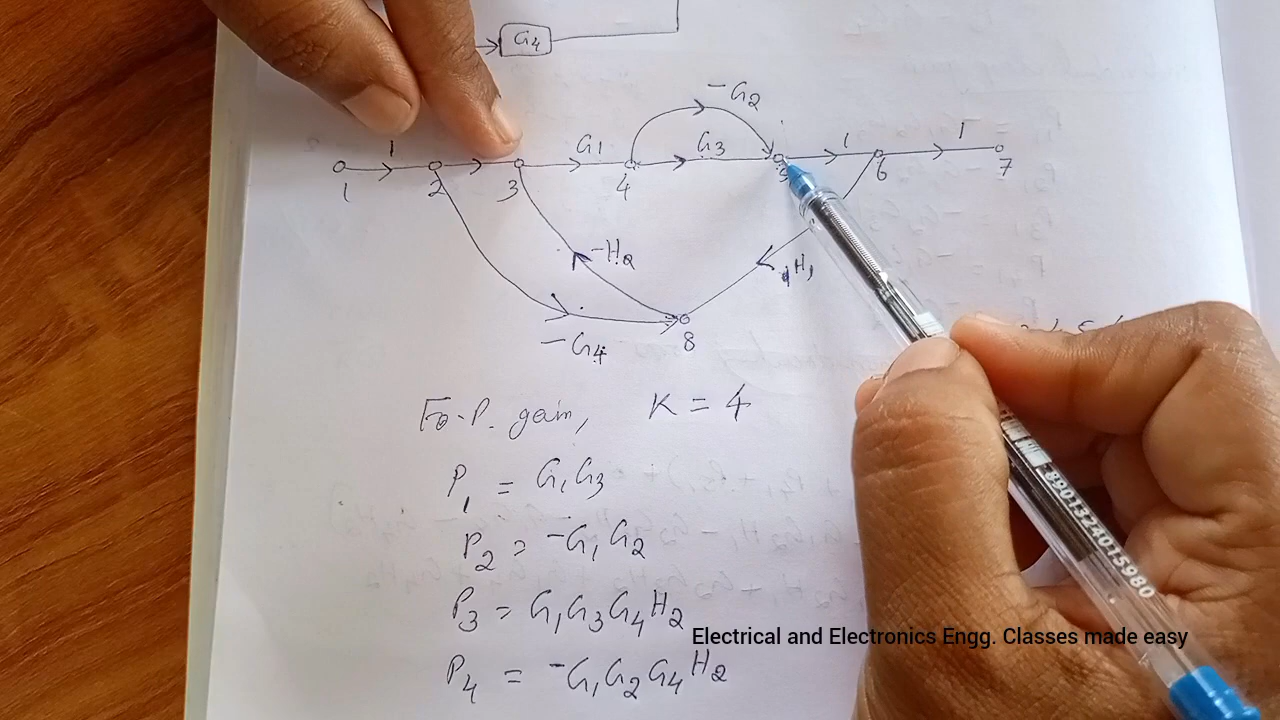 G4
-G2
1 G1 G3 1 1
1 2 3 4 5 6 7
-H2 H1
-G4 8
Fo.P. gain, K = 4
P1 = G1G3
P2 = -G1G2
P3 = G1G3G4H2
P4 = -G1G2G4H2
Electrical and Electronics Engg. Classes made easy
8901324015980